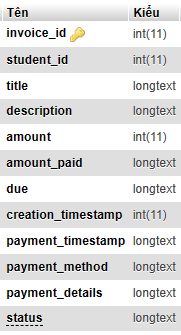 Tên Kiểu
invoice_id int(11)
student_id int(11)
title longtext
description longtext
amount int(11)
amount_paid longtext
due longtext
creation_timestamp int(11)
payment_timestamp longtext
payment_method longtext
payment_details longtext
status longtext